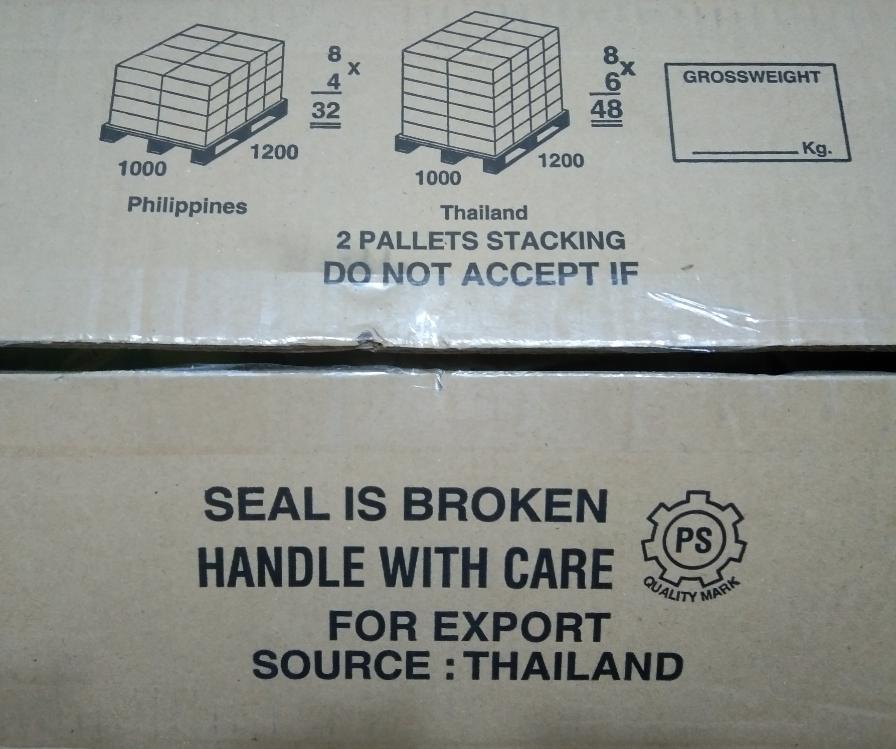 8 x
4
32
8 x
6
48
GROSSWEIGHT
Kg.
1000
1200
1000
1200
Philippines
Thailand
2 PALLETS STACKING
DO NOT ACCEPT IF
SEAL IS BROKEN
HANDLE WITH CARE
PS
QUALITY MARK
FOR EXPORT
SOURCE : THAILAND